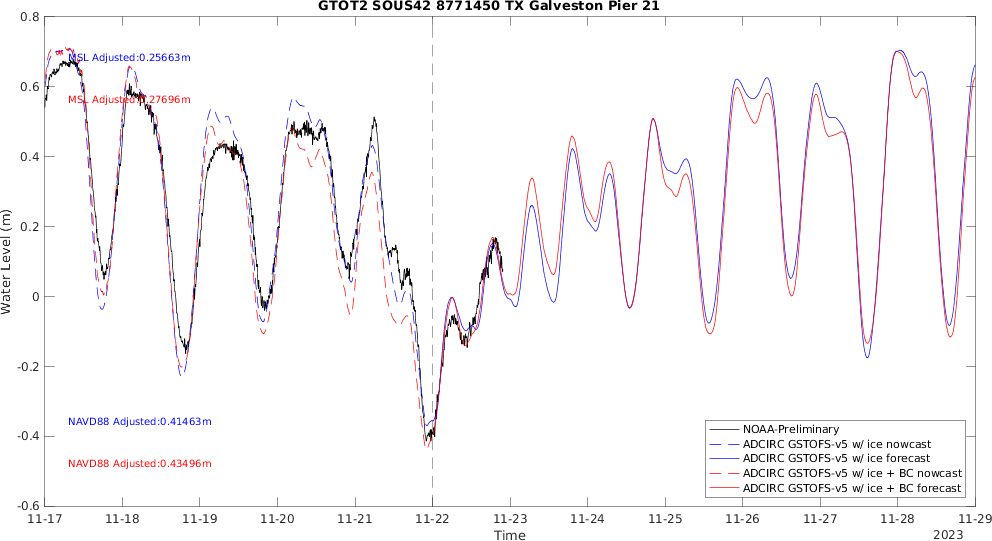 GTOT2 SOUS42 8771450 TX Galveston Pier 21
0.8
0.6
0.4
0.2
0
-0.2
-0.4
-0.6
Water Level (m)
MSL Adjusted:0.25663m
MSL Adjusted:0.27696m
NAVD88 Adjusted:0.41463m
NAVD88 Adjusted:0.43496m
NOAA-Preliminary
ADCIRC GSTOFS-v5 w/ ice nowcast
ADCIRC GSTOFS-v5 w/ ice forecast
ADCIRC GSTOFS-v5 w/ ice + BC nowcast
ADCIRC GSTOFS-v5 w/ ice + BC forecast
11-17 11-18 11-19 11-20 11-21 11-22 11-23 11-24 11-25 11-26 11-27 11-28 11-29
Time
2023